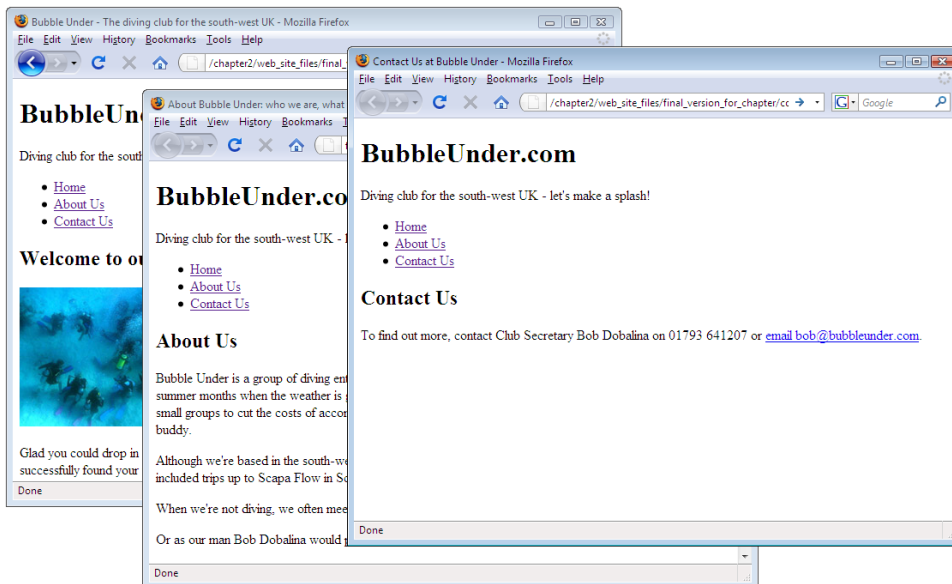 Bubble Under - The diving club for the south-west UK - Mozilla Firefox
File Edit View History Bookmarks Tools Help
/chapter2/web_site_files/final_
BubbleUn
Diving club for the south
Home
About Us
Contact Us
Welcome to ou
Glad you could drop in
successfully found your
Done
About Bubble Under: who we are, what
File Edit View History Bookmarks
BubbleUnder.co
Diving club for the south-west UK -
Home
About Us
Contact Us
About Us
Bubble Under is a group of diving ent
summer months when the weather is
small groups to cut the costs of accor
buddy.
Although we're based in the south-we
included trips up to Scapa Flow in Sc
When we're not diving, we often mee
Or as our man Bob Dobalina would
Done
Contact Us at Bubble Under - Mozilla Firefox
File Edit View History Bookmarks Tools Help
/chapter2/web_site_files/final_version_for_chapter/cc
G Google
BubbleUnder.com
Diving club for the south-west UK - let's make a splash!
Home
About Us
Contact Us
Contact Us
To find out more, contact Club Secretary Bob Dobalina on 01793 641207 or email bob@bubbleunder.com.
Done